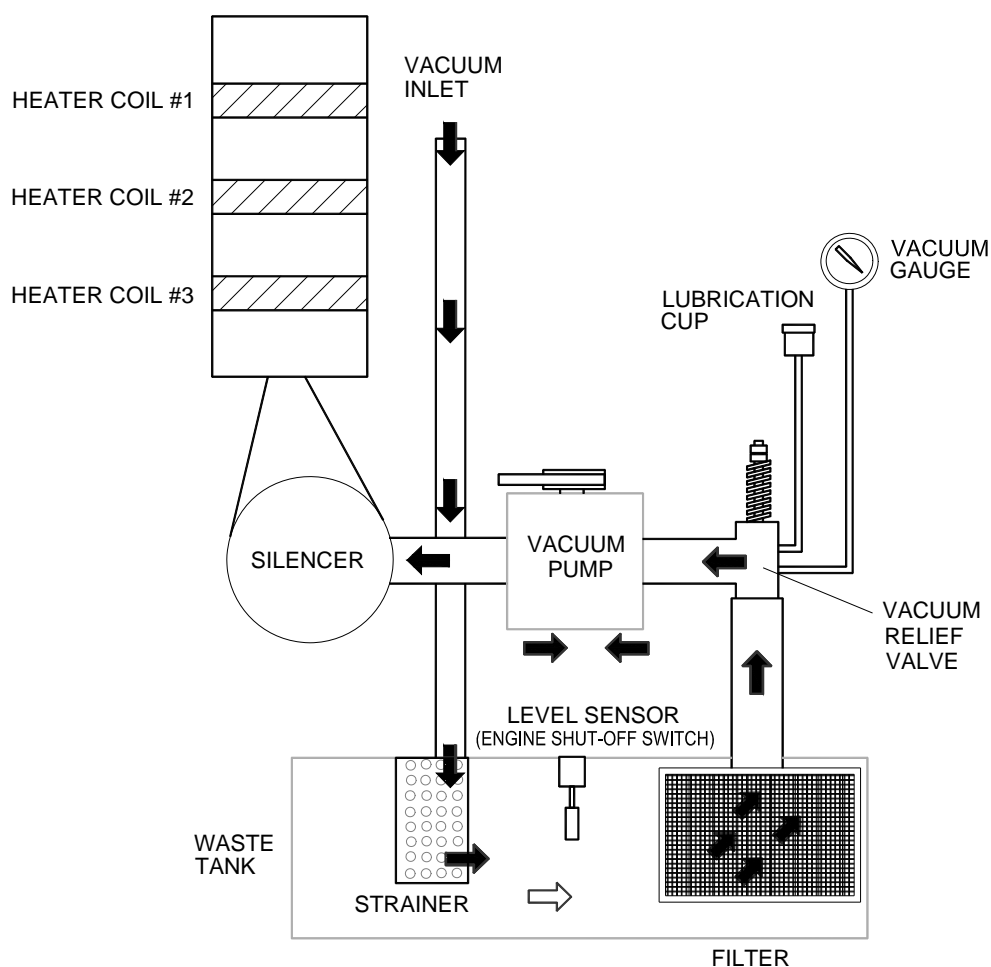 VACUUM
INLET
HEATER COIL #1
HEATER COIL #2
HEATER COIL #3
VACUUM
GAUGE
LUBRICATION
CUP
SILENCER
VACUUM
PUMP
VACUUM
RELIEF
VALVE
LEVEL SENSOR
(ENGINE SHUT-OFF SWITCH)
WASTE
TANK
STRAINER
FILTER